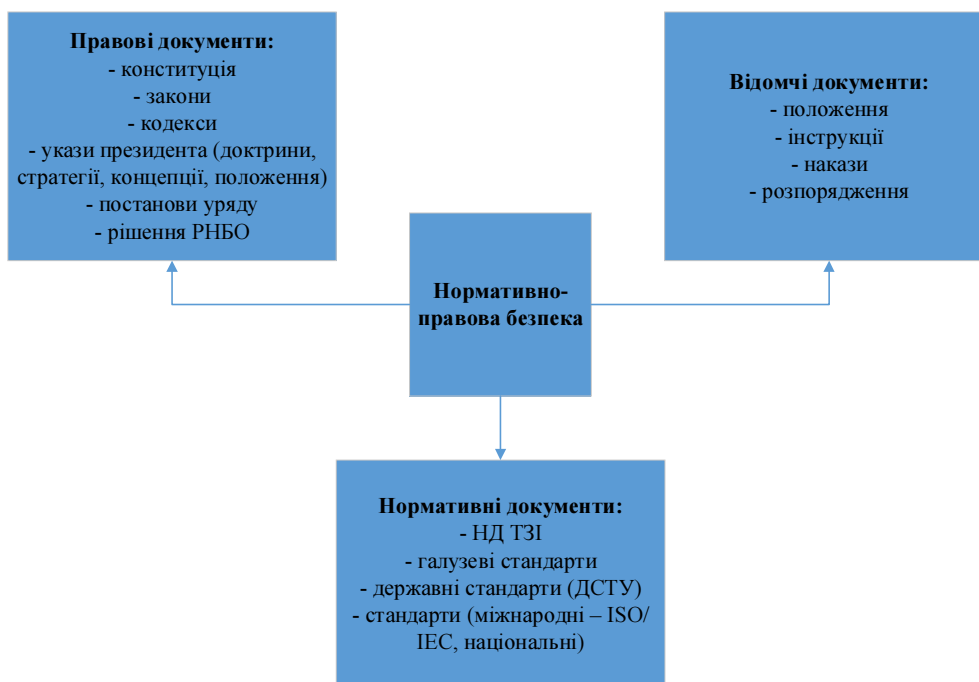 Правові документи:
- конституція
- закони
- кодекси
- укази президента (доктрини,
стратегії, концепції, положення)
- постанови уряду
- рішення РНБО
Відомчі документи:
- положення
- інструкції
- накази
- розпорядження
Нормативно-
правова безпека
Нормативні документи:
- НД ТЗІ
- галузеві стандарти
- державні стандарти (ДСТУ)
- стандарти (міжнародні – ISO/
IEC, національні)